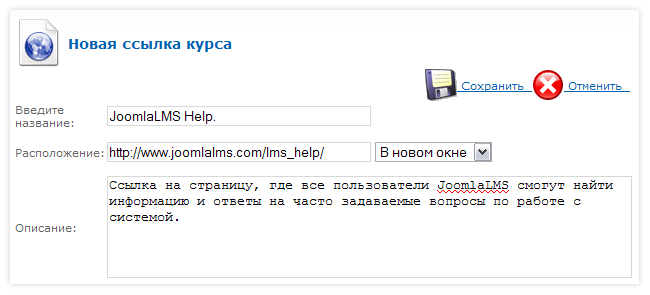 Новая ссылка курса
Сохранить Отменить
Введите
название:
JoomlaLMS Help.
Расположение: http://www.joomlalms.com/lms_help/ В новом окне
Описание:
Ссылка на страницу, где все пользователи JoomlaLMS смогут найти
информацию и ответы на часто задаваемые вопросы по работе с
системой.